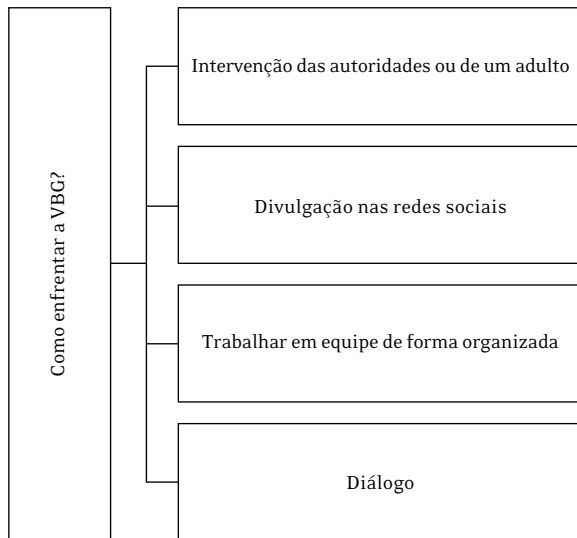 Como enfrentar a VBG?
Intervenção das autoridades ou de um adulto
Divulgação nas redes sociais
Trabalhar em equipe de forma organizada
Diálogo